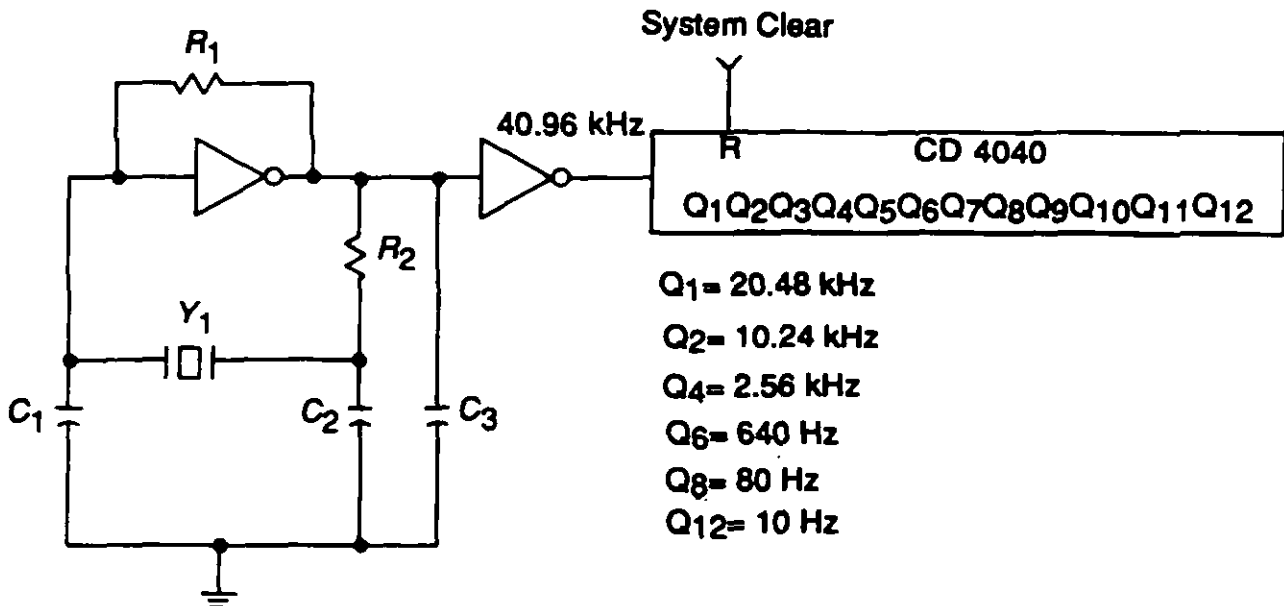 System Clear
R1
40.96 kHz
R
CD 4040
Q1Q2Q3Q4Q5Q6Q7Q8Q9Q10Q11Q12
R2
Q1= 20.48 kHz
Y1
Q2= 10.24 kHz
Q4= 2.56 kHz
C1
C2
C3
Q6= 640 Hz
Q8= 80 Hz
Q12= 10 Hz